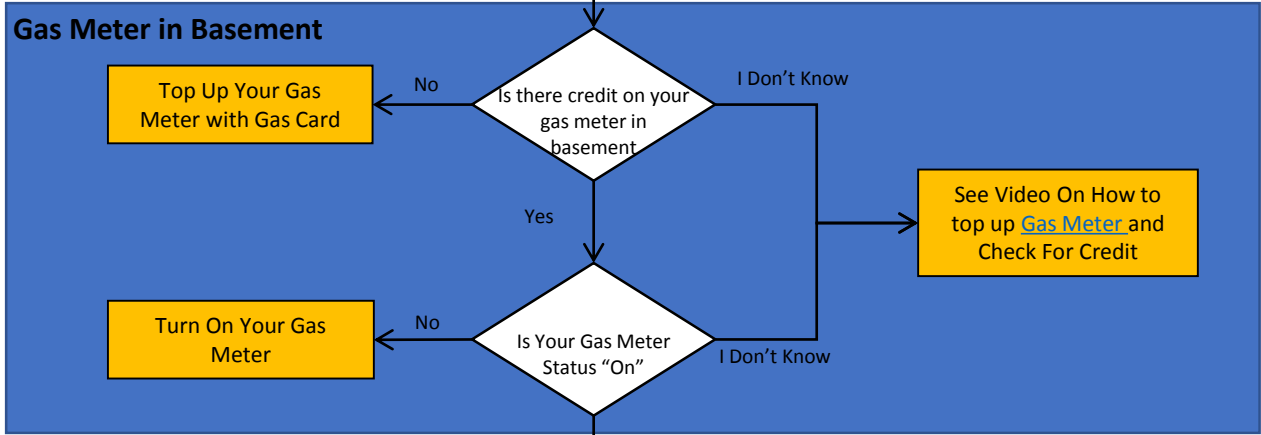 Gas Meter in Basement
Top Up Your Gas
Meter with Gas Card
No
Is there credit on your
gas meter in
basement
I Don’t Know
Yes
See Video On How to
top up Gas Meter and
Check For Credit
Turn On Your Gas
Meter
No
Is Your Gas Meter
Status “On”
I Don’t Know